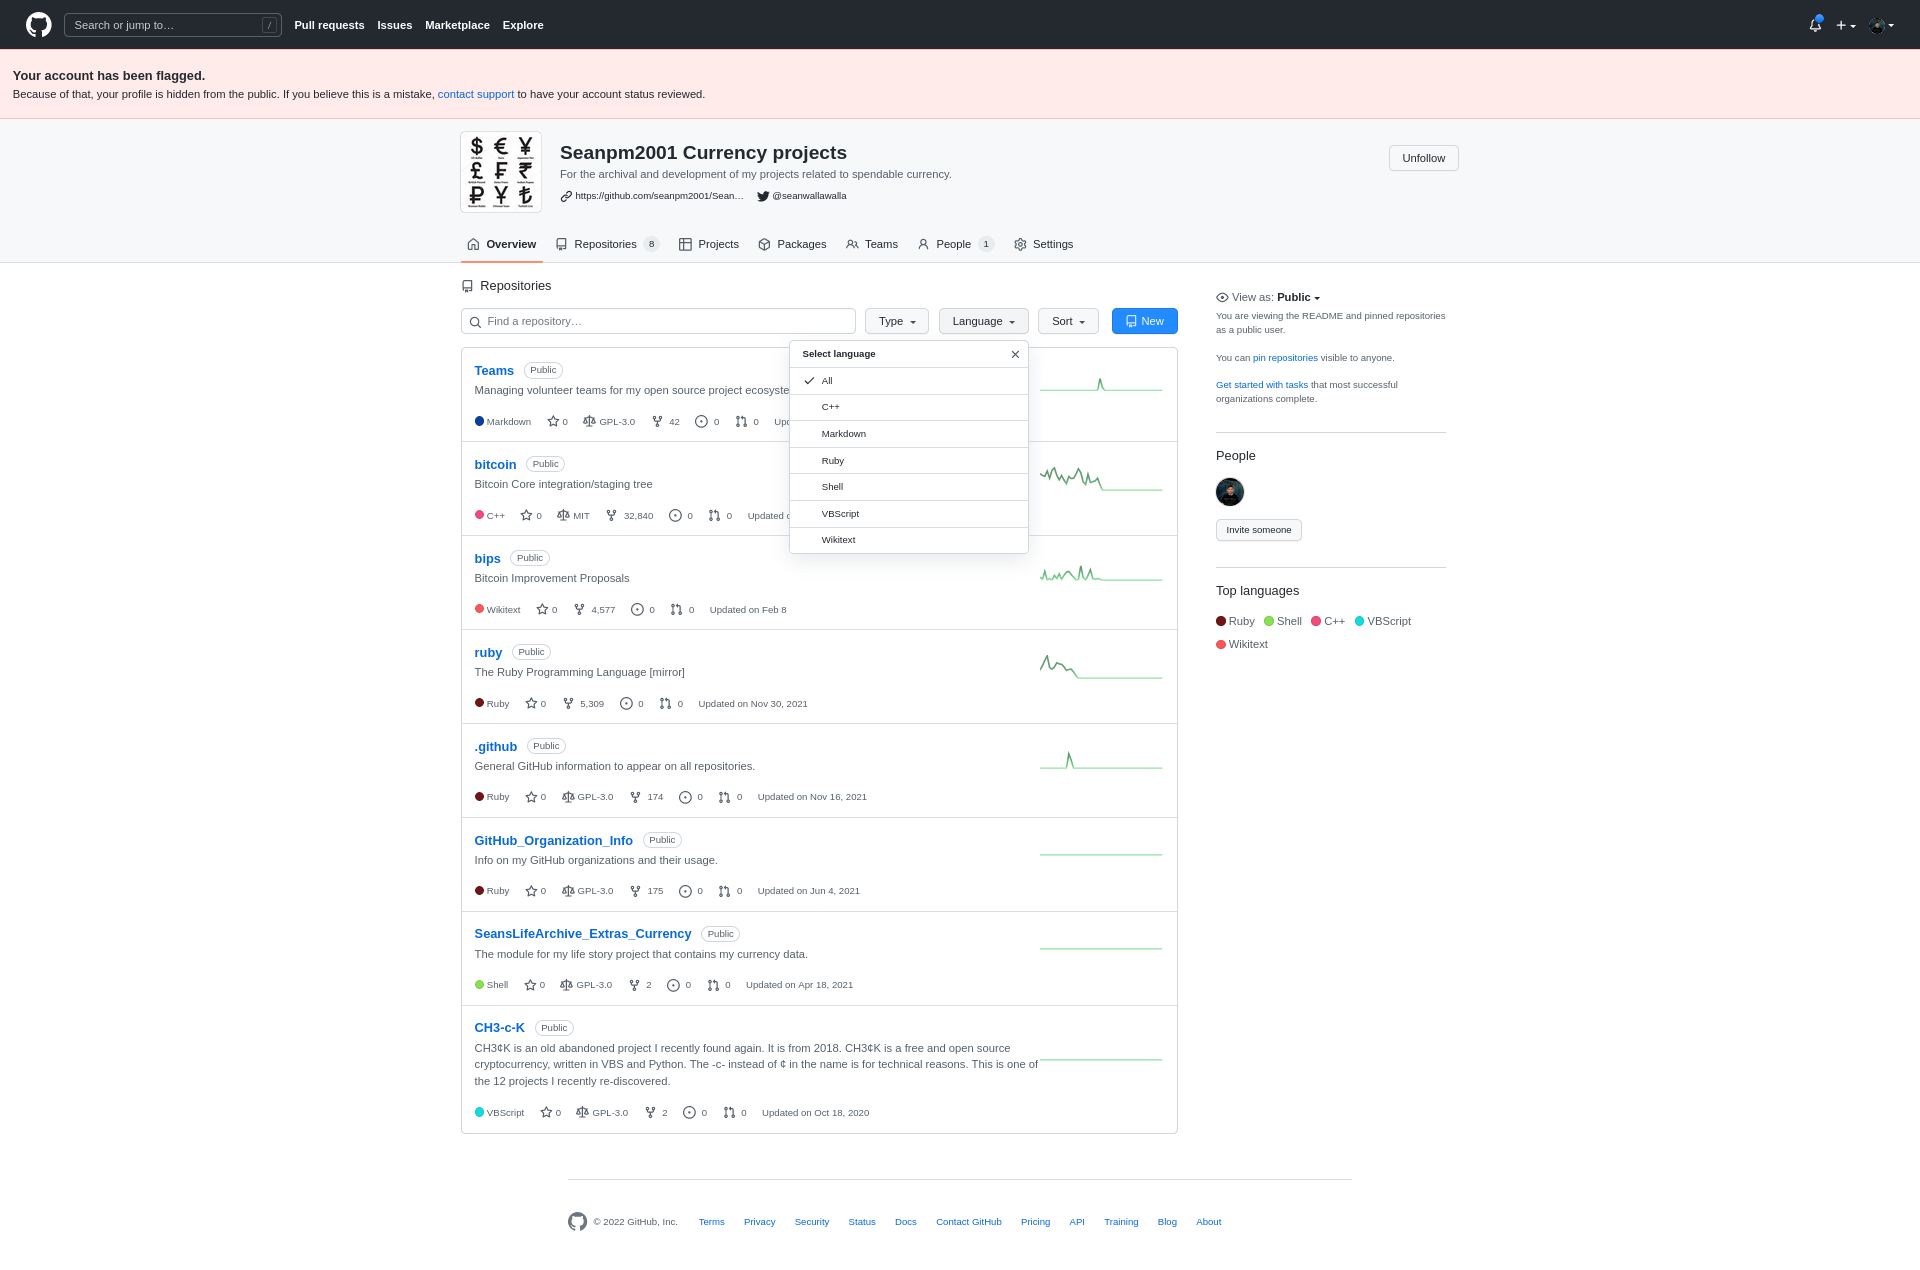 Search or jump to…
/
Pull requests
Issues
Marketplace
Explore
Your account has been flagged.
Because of that, your profile is hidden from the public. If you believe this is a mistake, contact support to have your account status reviewed.
$ € ¥
£ ₣ ₹
₽ ¥ ₺
Seanpm2001 Currency projects
For the archival and development of my projects related to spendable currency.
https://github.com/seanpm2001/Sean… @seanwallawalla
Unfollow
Overview
Repositories 8
Projects
Packages
Teams
People 1
Settings
Repositories
Find a repository…
Type
Language
Sort
New
Select language
All
C++
Markdown
Ruby
Shell
VBScript
Wikitext
Teams Public
Managing volunteer teams for my open source project ecosyste
Markdown 0 GPL-3.0 42 0 0
bitcoin Public
Bitcoin Core integration/staging tree
C++ 0 MIT 32,840 0 0 Updated
bips Public
Bitcoin Improvement Proposals
Wikitext 0 4,577 0 0 Updated on Feb 8
ruby Public
The Ruby Programming Language [mirror]
Ruby 0 5,309 0 0 Updated on Nov 30, 2021
.github Public
General GitHub information to appear on all repositories.
Ruby 0 GPL-3.0 174 0 0 Updated on Nov 16, 2021
GitHub_Organization_Info Public
Info on my GitHub organizations and their usage.
Ruby 0 GPL-3.0 175 0 0 Updated on Jun 4, 2021
SeansLifeArchive_Extras_Currency Public
The module for my life story project that contains my currency data.
Shell 0 GPL-3.0 2 0 0 Updated on Apr 18, 2021
CH3-c-K Public
CH3¢K is an old abandoned project I recently found again. It is from 2018. CH3¢K is a free and open source
cryptocurrency, written in VBS and Python. The -c- instead of ¢ in the name is for technical reasons. This is one of
the 12 projects I recently re-discovered.
VBScript 0 GPL-3.0 2 0 0 Updated on Oct 18, 2020
View as: Public
You are viewing the README and pinned repositories
as a public user.
You can pin repositories visible to anyone.
Get started with tasks that most successful
organizations complete.
People
Invite someone
Top languages
Ruby Shell C++ VBScript
Wikitext
© 2022 GitHub, Inc.
Terms
Privacy
Security
Status
Docs
Contact GitHub
Pricing
API
Training
Blog
About